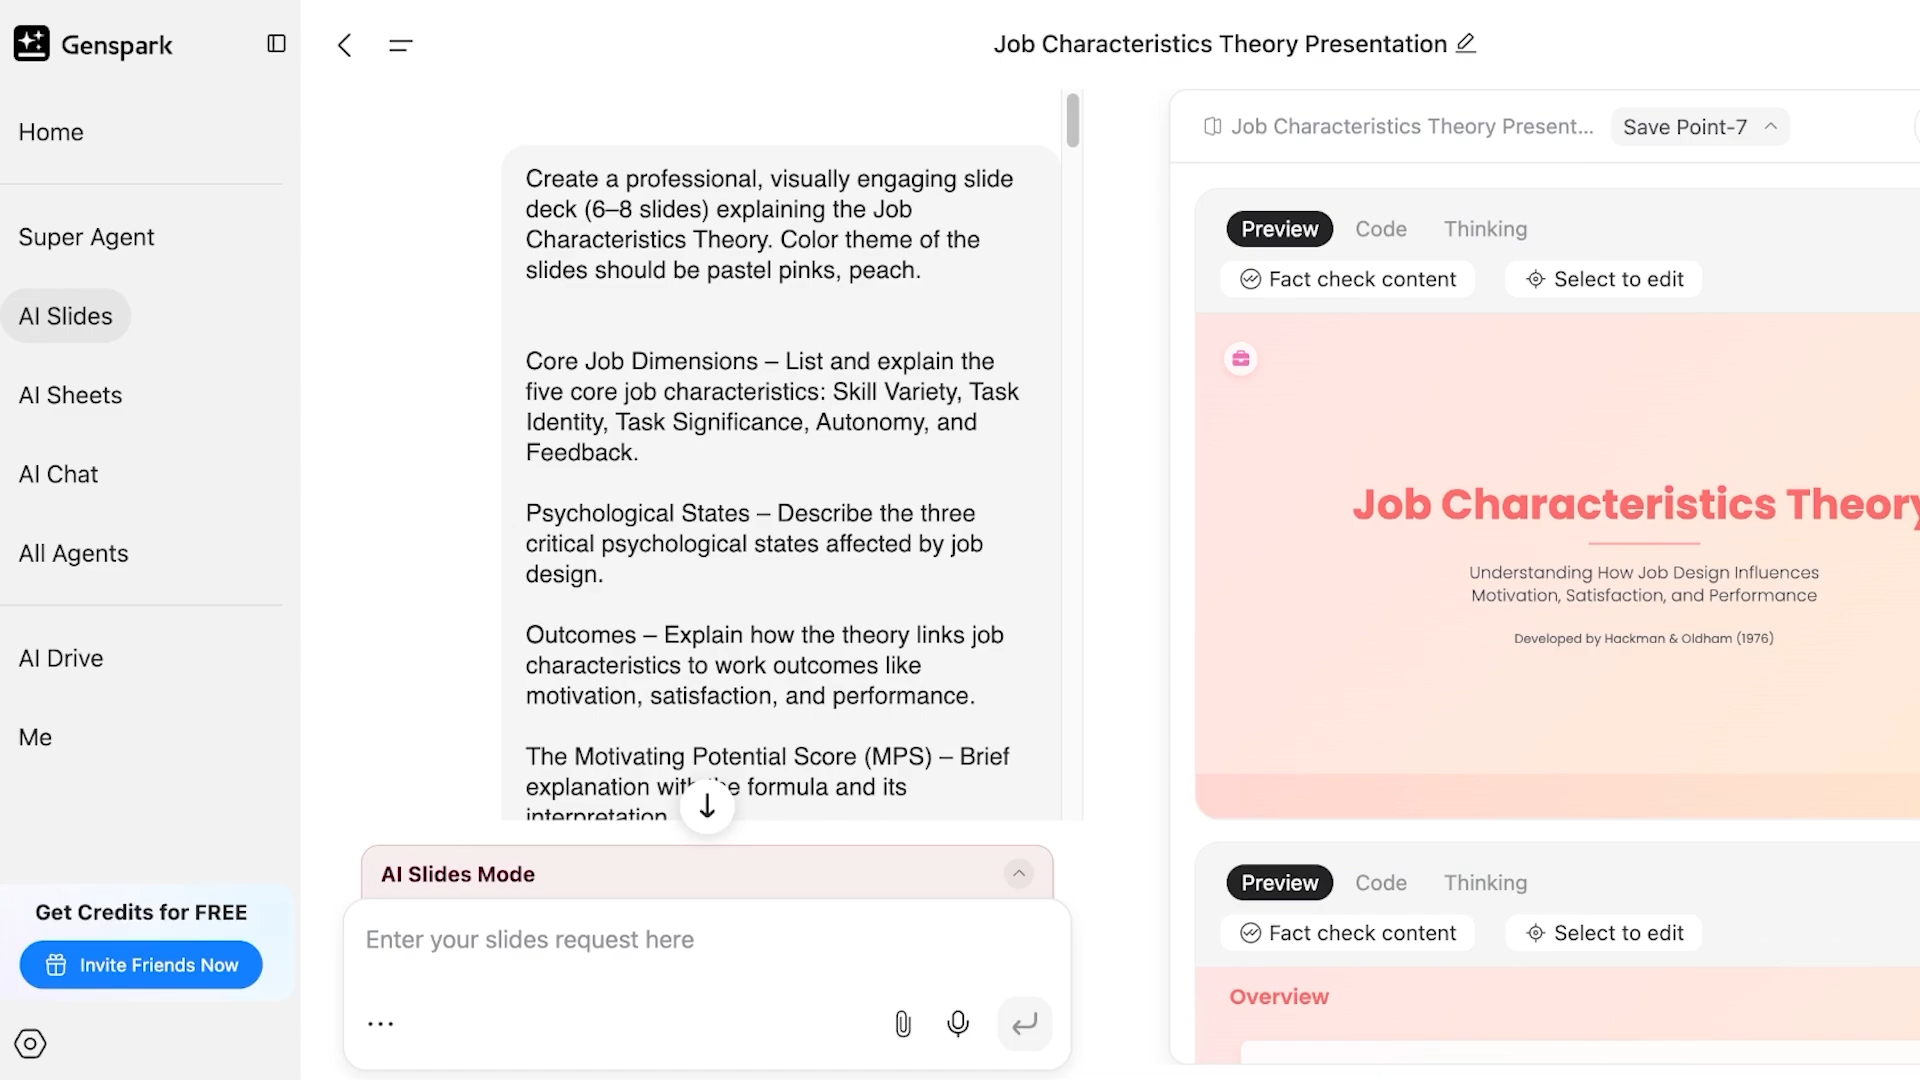 Genspark
Home
Super Agent
AI Slides
AI Sheets
AI Chat
All Agents
AI Drive
Me
Get Credits for FREE
Invite Friends Now
Job Characteristics Theory Presentation
Create a professional, visually engaging slide
deck (6–8 slides) explaining the Job
Characteristics Theory. Color theme of the
slides should be pastel pinks, peach.
Core Job Dimensions – List and explain the
five core job characteristics: Skill Variety, Task
Identity, Task Significance, Autonomy, and
Feedback.
Psychological States – Describe the three
critical psychological states affected by job
design.
Outcomes – Explain how the theory links job
characteristics to work outcomes like
motivation, satisfaction, and performance.
The Motivating Potential Score (MPS) – Brief
explanation with the formula and its
interpretation
AI Slides Mode
Enter your slides request here
Job Characteristics Theory Present...
Save Point-7
Preview Code Thinking
Fact check content Select to edit
Job Characteristics Theory
Understanding How Job Design Influences
Motivation, Satisfaction, and Performance
Developed by Hackman & Oldham (1976)
Preview Code Thinking
Fact check content Select to edit
Overview